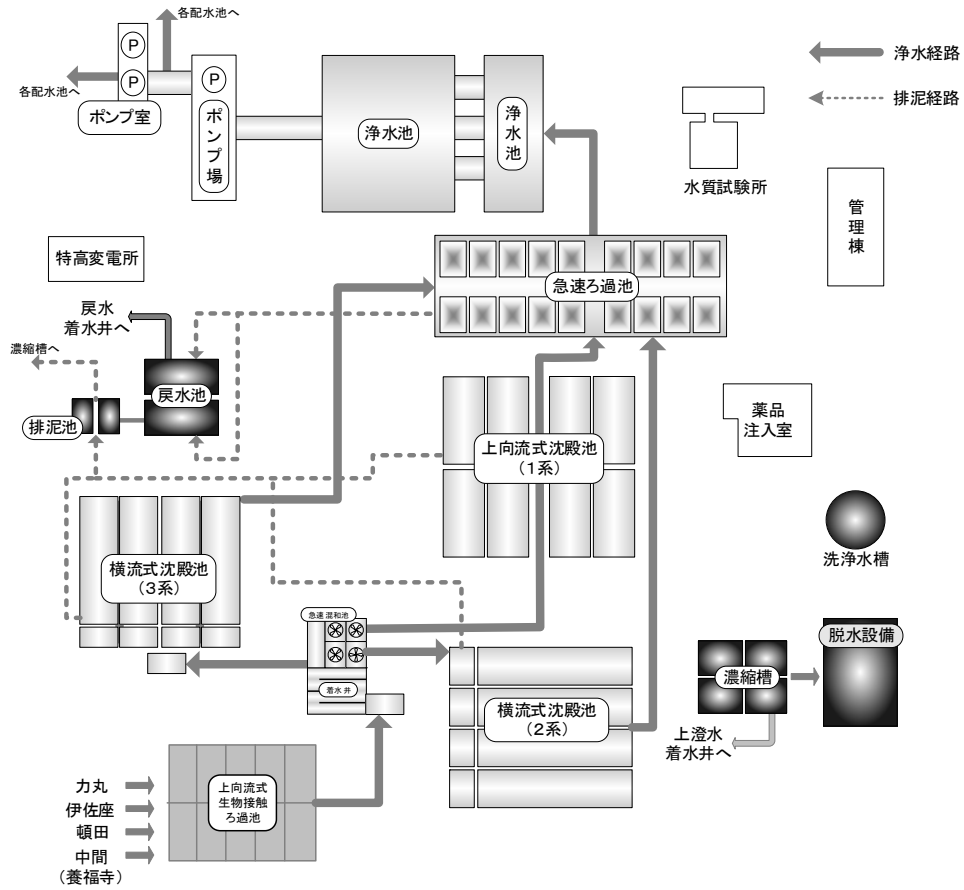 各配水池へ
浄水経路
各配水池へ
排泥経路
P
P
P
ポンプ室
ポンプ場
浄水池
浄水池
水質試験所
管理棟
特高変電所
急速ろ過池
戻水
着水井へ
濃縮槽へ
戻水池
排泥池
薬品
注入室
上向流式沈殿池
(1系)
洗浄水槽
横流式沈殿池
(3系)
急速混和池
着水井
脱水設備
濃縮槽
横流式沈殿池
(2系)
上澄水
着水井へ
上向流式
生物接触
ろ過池
力丸
伊佐座
頓田
中間
(養福寺)